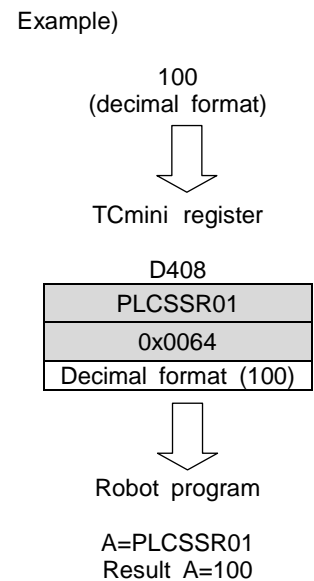 Example)
100
(decimal format)
TCmini register
D408
PLCSSR01
0x0064
Decimal format (100)
Robot program
A=PLCSSR01
Result A=100